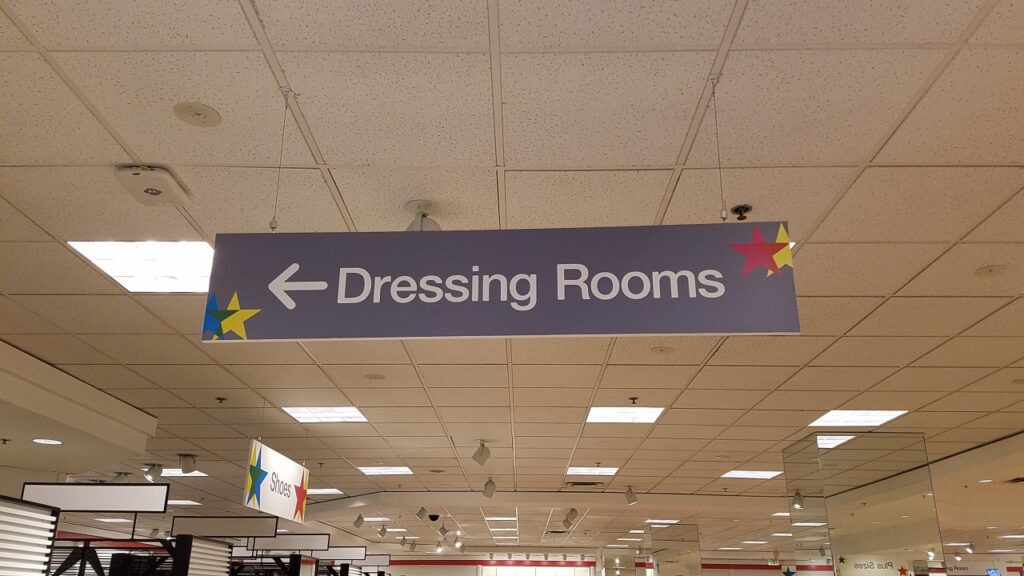 ← Dressing Rooms
Shoes
Plus Sizes